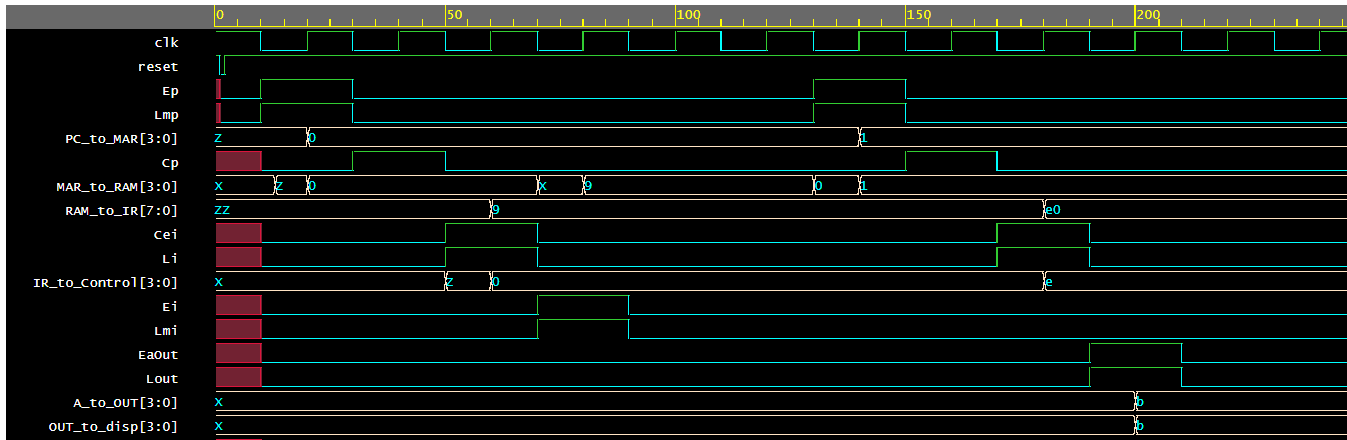 0 50 100 150 200
clk
reset
Ep
Lmp
PC_to_MAR[3:0] Z 0 1
Cp
MAR_to_RAM[3:0] X Z 0 X 9 0 1
RAM_to_IR[7:0] ZZ 9 e0
Cei
Li
IR_to_Control[3:0] X Z 0 e
Ei
Lmi
EaOut
Lout
A_to_OUT[3:0] X b
OUT_to_disp[3:0] X b